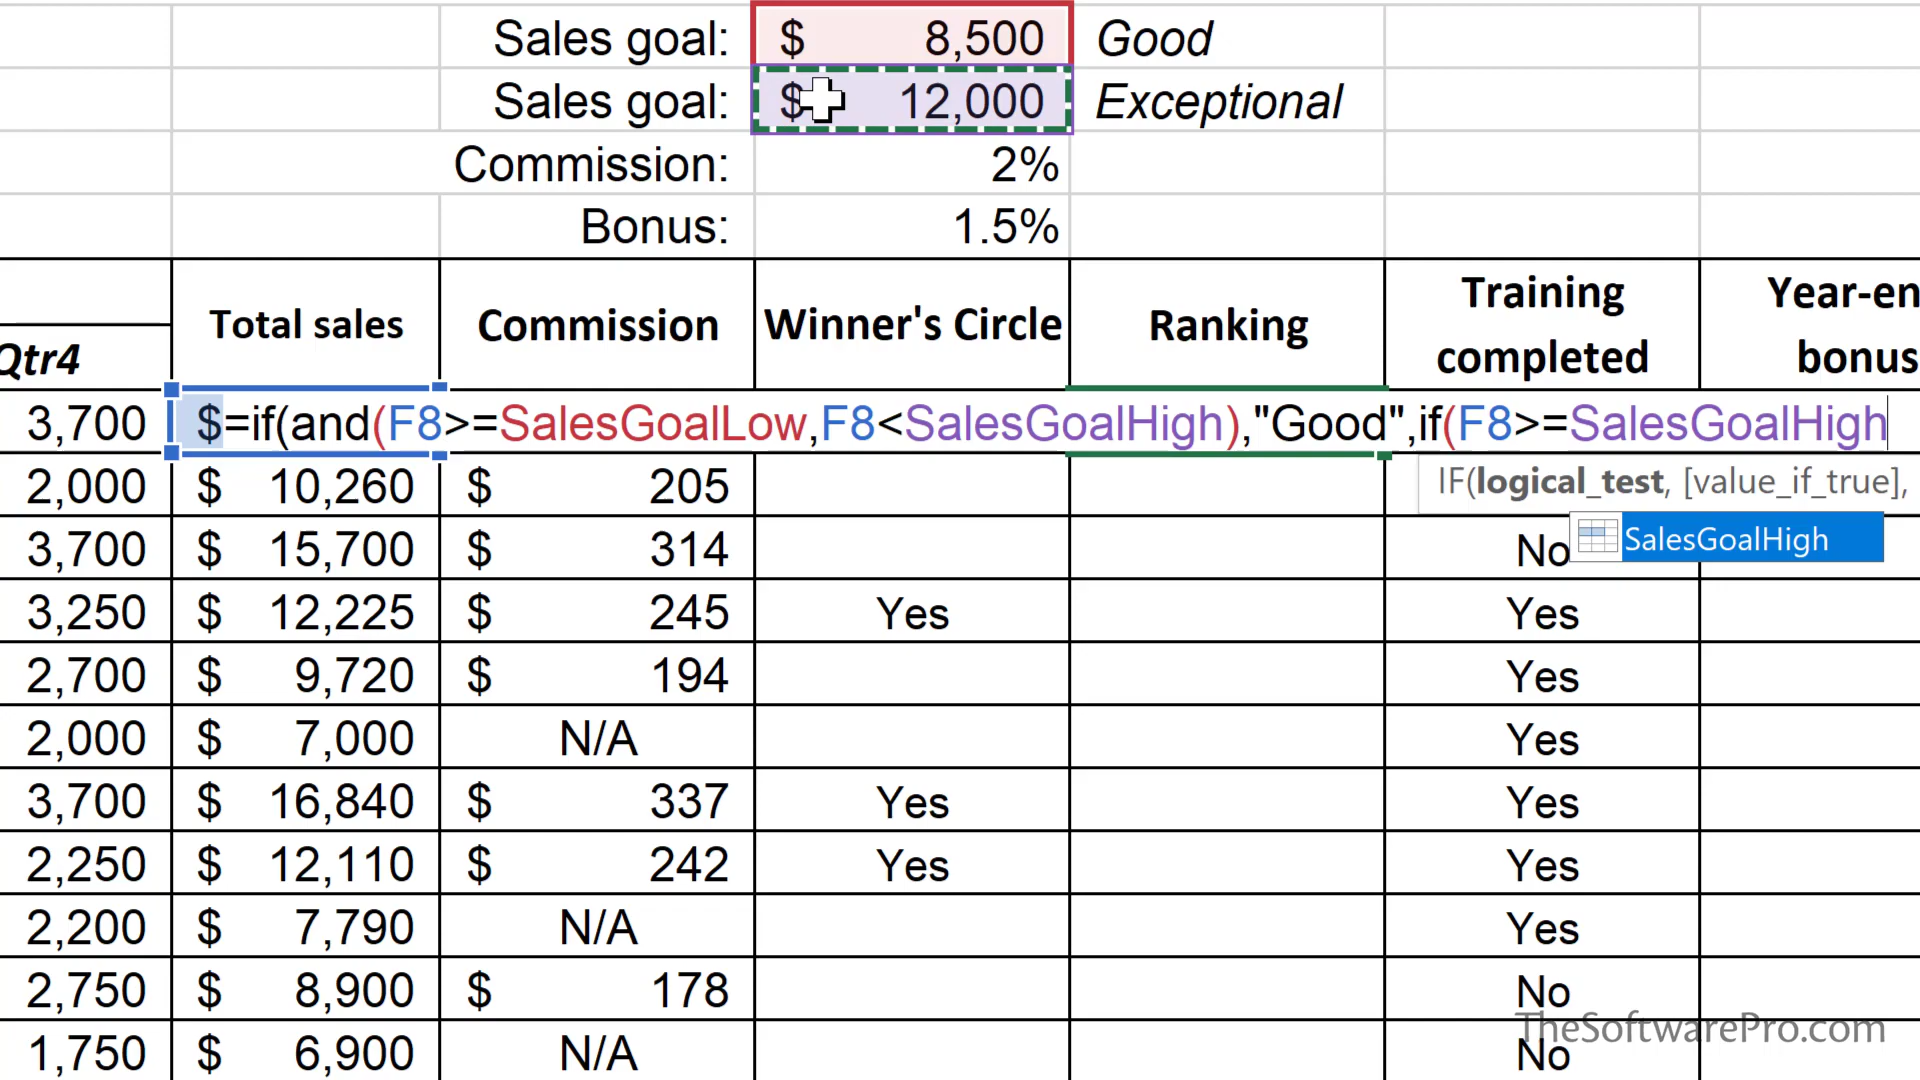 Sales goal: $ 8,500 Good
Sales goal: $ 12,000 Exceptional
Commission: 2%
Bonus: 1.5%
Qtr4 Total sales Commission Winner's Circle Ranking Training completed Year-en bonus
3,700 $=if(and(F8>=SalesGoalLow,F8<SalesGoalHigh),"Good",if(F8>=SalesGoalHigh
2,000 $ 10,260 $ 205 IF(logical_test, [value_if_true],
SalesGoalHigh
3,700 $ 15,700 $ 314 No
3,250 $ 12,225 $ 245 Yes Yes
2,700 $ 9,720 $ 194 Yes
2,000 $ 7,000 N/A Yes
3,700 $ 16,840 $ 337 Yes Yes
2,250 $ 12,110 $ 242 Yes Yes
2,200 $ 7,790 N/A Yes
2,750 $ 8,900 $ 178 No
TheSoftwarePro.com
1,750 $ 6,900 N/A No